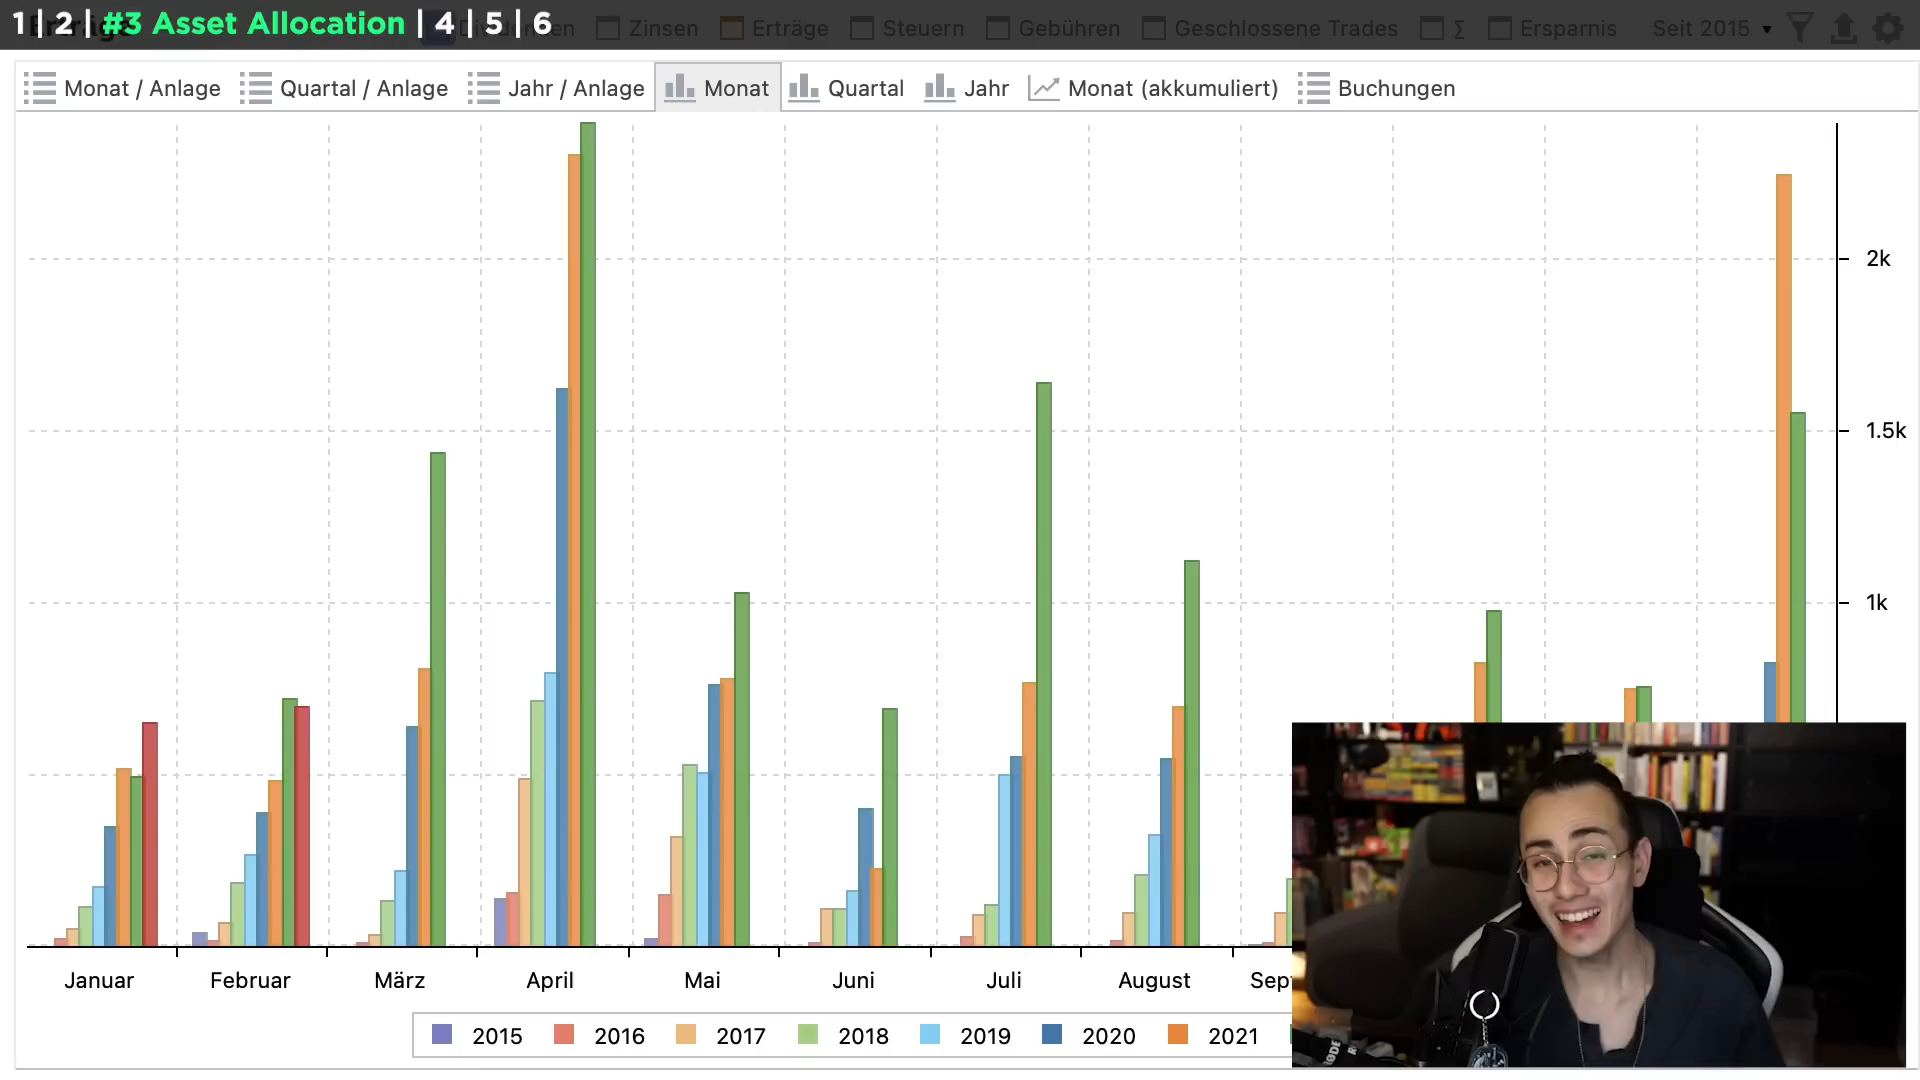 1 | 2 | #3 Asset Allocation | 4 | 5 | 6
Zinsen Erträge Steuern Gebühren Geschlossene Trades Σ Ersparnis Seit 2015
Monat / Anlage Quartal / Anlage Jahr / Anlage Monat Quartal Jahr Monat (akkumuliert) Buchungen
2k
1.5k
1k
Januar Februar März April Mai Juni Juli August Sep
2015 2016 2017 2018 2019 2020 2021